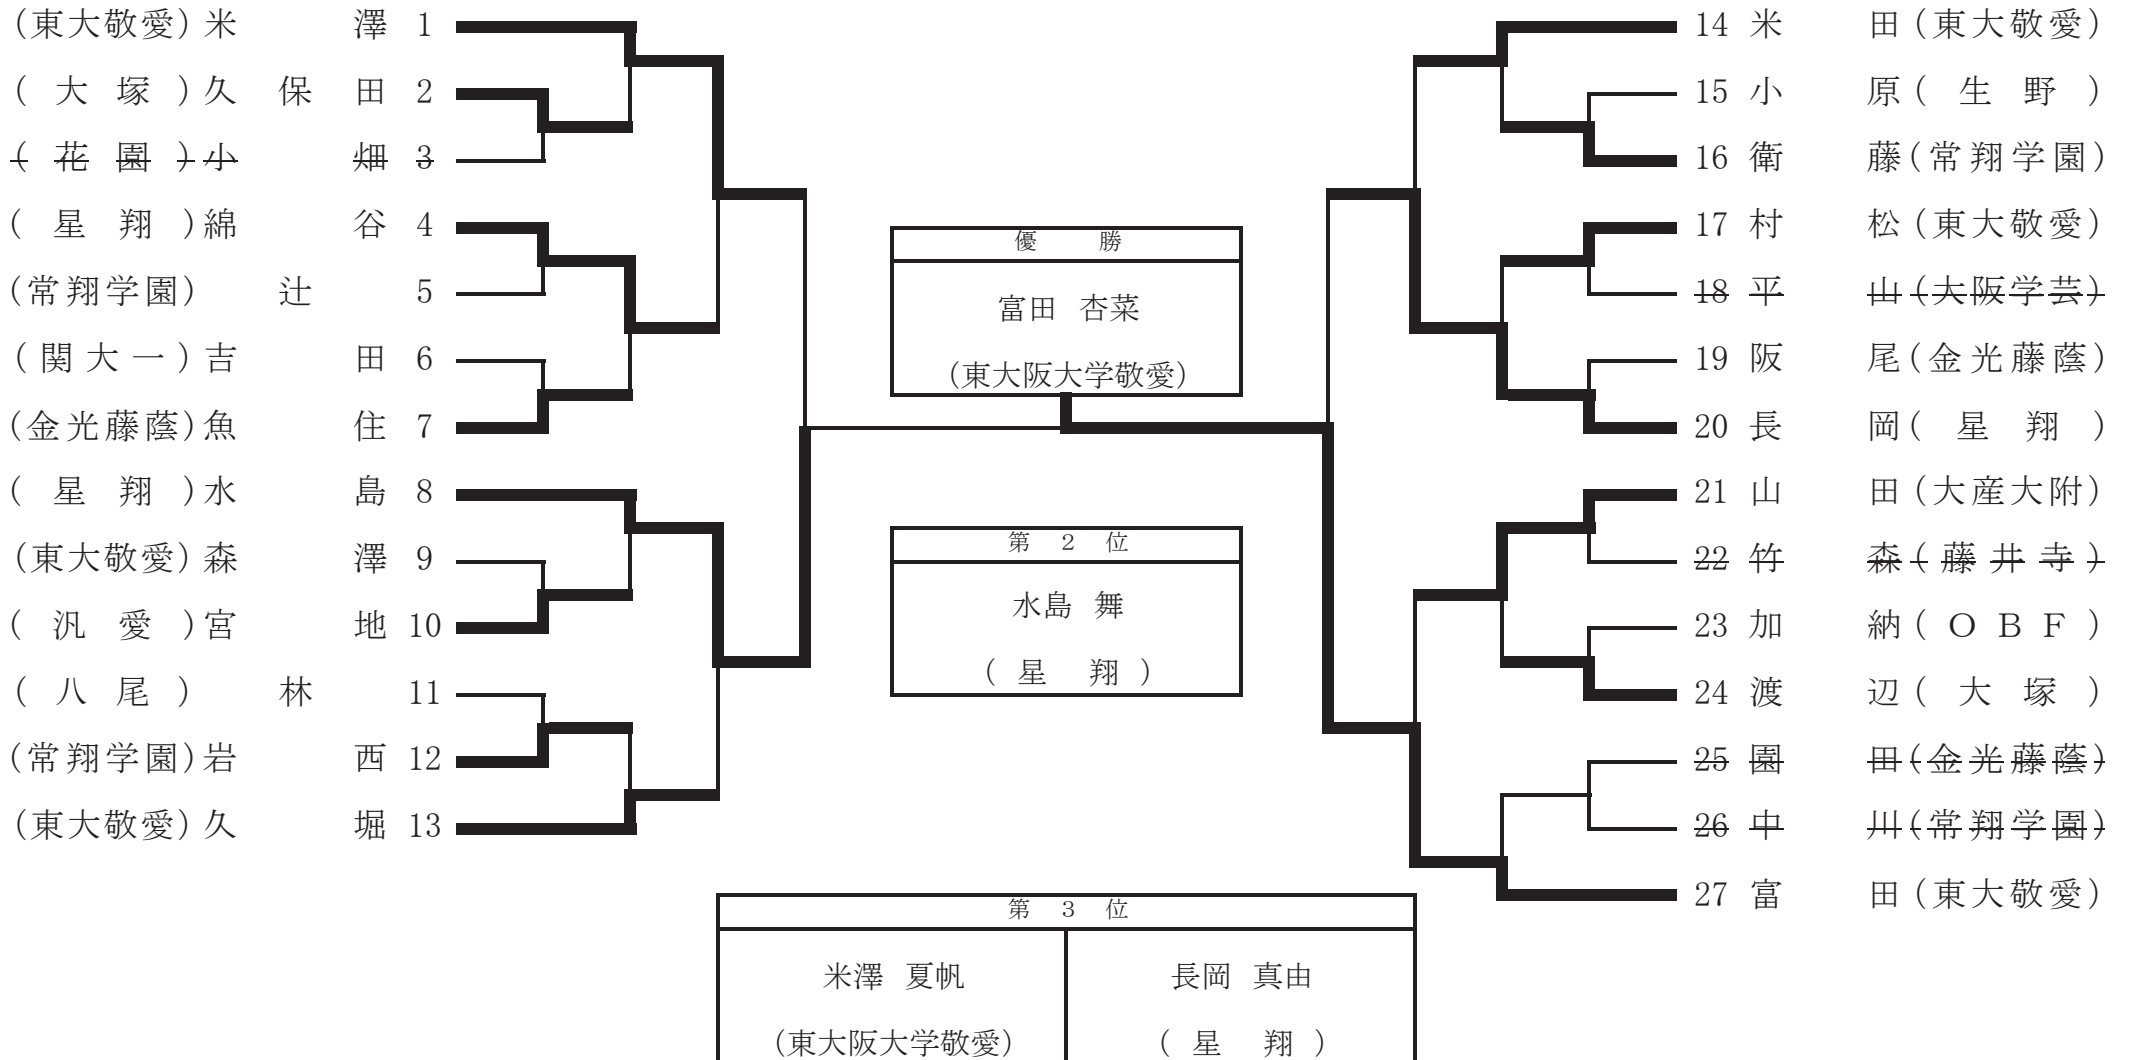 (東大敬愛) 米澤 1
(大塚) 久保田 2
(花園) 小畑 3
(星翔) 綿谷 4
(常翔学園) 辻 5
(関大一) 吉田 6
(金光藤蔭) 魚住 7
(星翔) 水島 8
(東大敬愛) 森澤 9
(汎愛) 宮地 10
(八尾) 林 11
(常翔学園) 岩西 12
(東大敬愛) 久堀 13
優勝
富田 杏菜
(東大阪大学敬愛)
第2位
水島 舞
(星翔)
14 米田 (東大敬愛)
15 小原 (生野)
16 衛藤 (常翔学園)
17 村松 (東大敬愛)
18 平山 (大阪学芸)
19 阪尾 (金光藤蔭)
20 長岡 (星翔)
21 山田 (大産大附)
22 竹森 (藤井寺)
23 加納 (OBF)
24 渡辺 (大塚)
25 園田 (金光藤蔭)
26 中川 (常翔学園)
27 富田 (東大敬愛)
第3位
米澤 夏帆
(東大阪大学敬愛)
長岡 真由
(星翔)